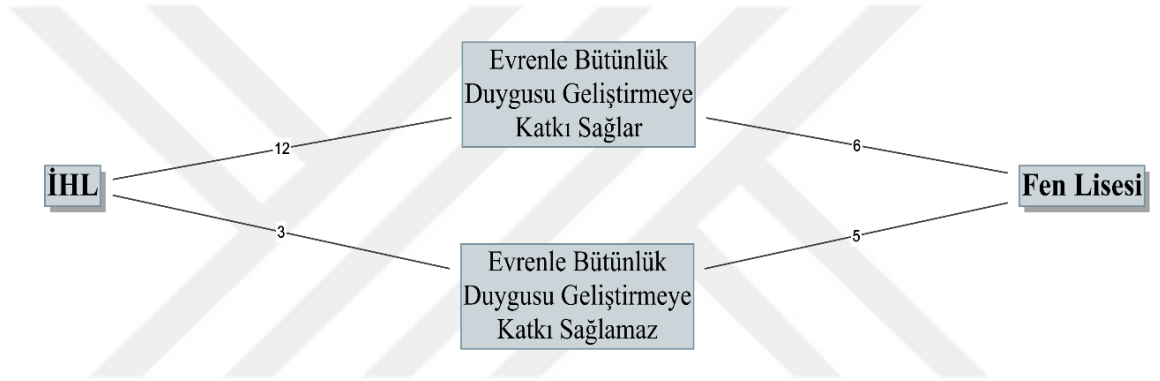 Evrenle Bütünlük
Duygusu Geliştirmeye
Katkı Sağlar
12
6
İHL
Fen Lisesi
3
5
Evrenle Bütünlük
Duygusu Geliştirmeye
Katkı Sağlamaz